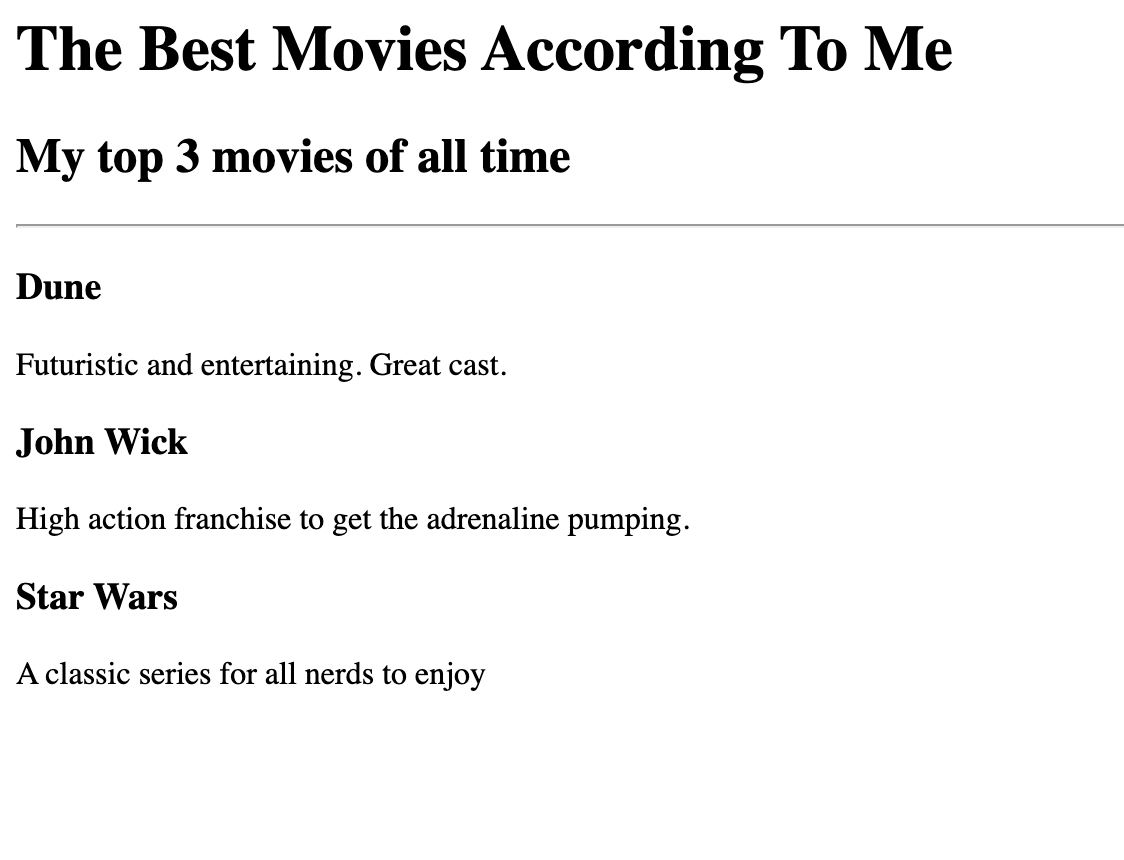 The Best Movies According To Me
My top 3 movies of all time
Dune
Futuristic and entertaining. Great cast.
John Wick
High action franchise to get the adrenaline pumping.
Star Wars
A classic series for all nerds to enjoy